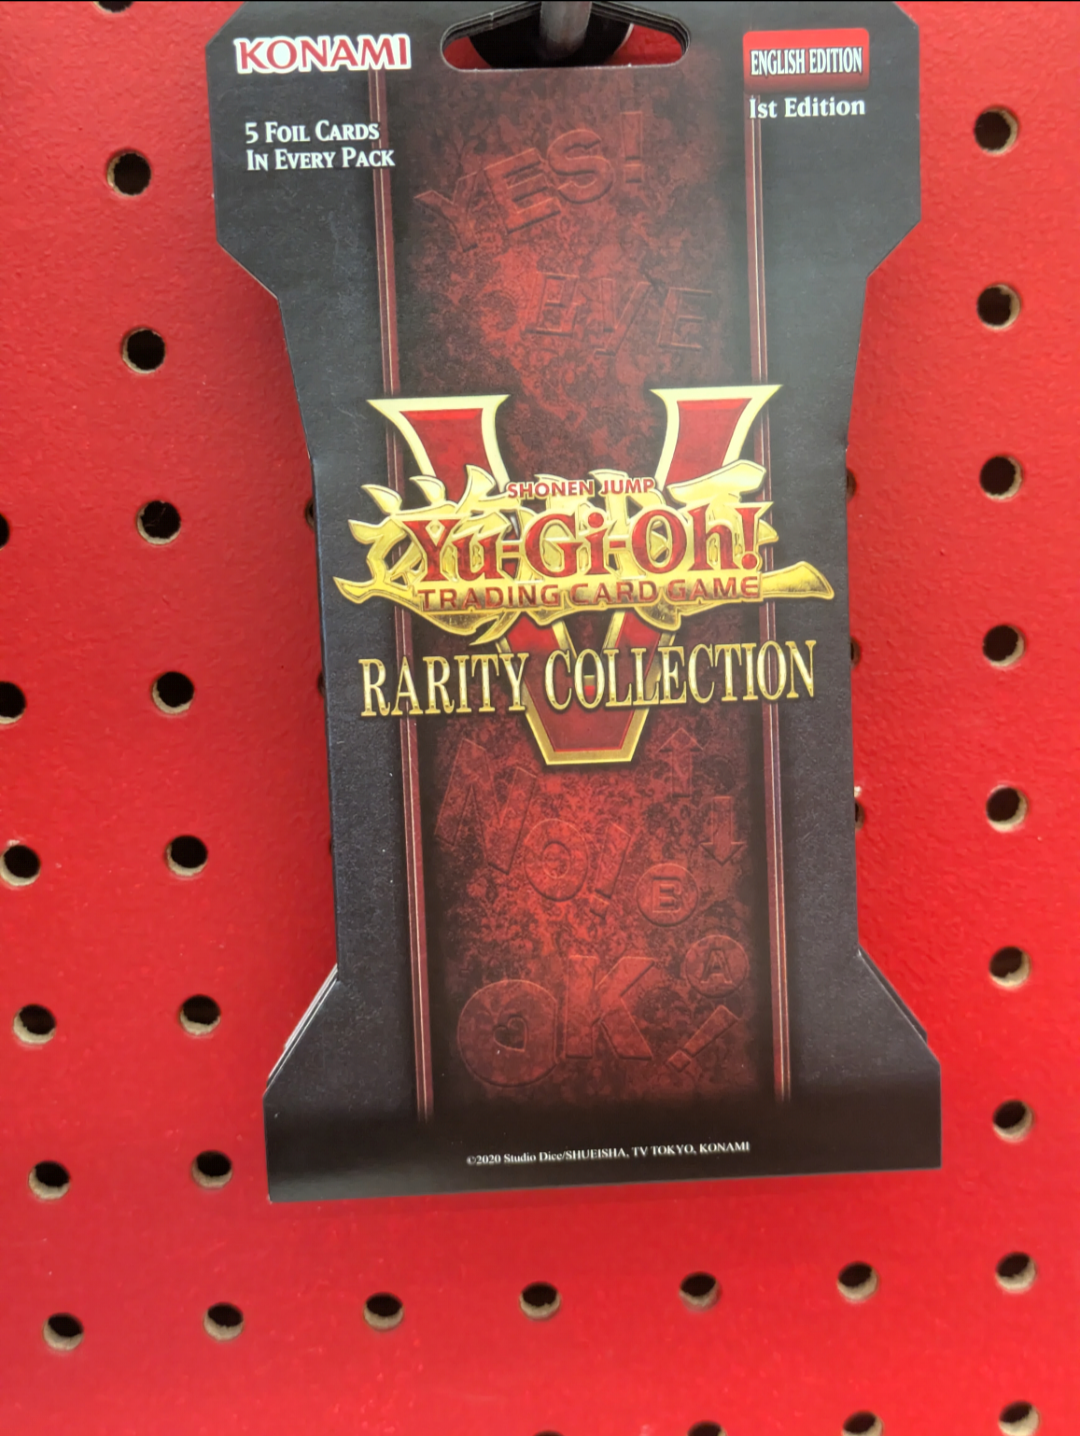 KONAMI
ENGLISH EDITION
1st Edition
5 FOIL CARDS
IN EVERY PACK
YES!
EYE
V
SHONEN JUMP
Yu-Gi-Oh!
TRADING CARD GAME
RARITY COLLECTION
NO!
B
A
OK!
©2020 Studio Dice/SHUEISHA, TV TOKYO, KONAMI